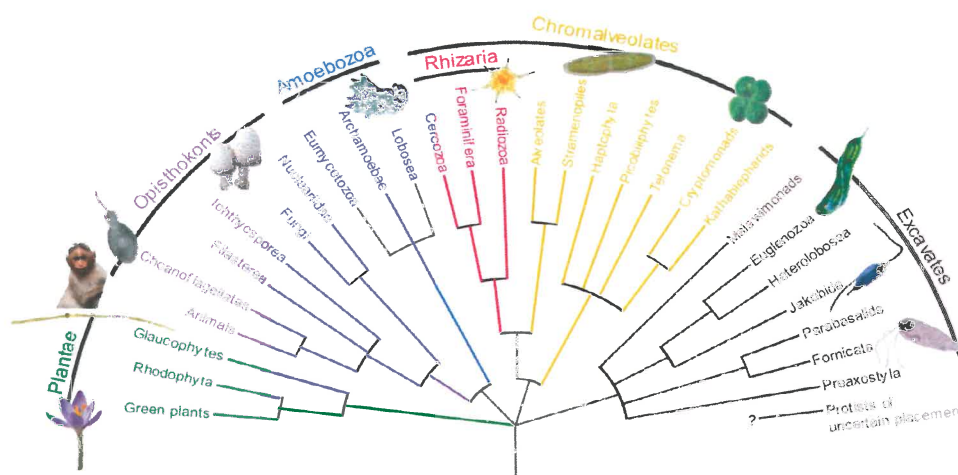 Chromalveolates
Amoebozoa
Rhizaria
Opisthokonts
Excavates
Plantae
Green plants
Rhodophyta
Glaucophytes
Animals
Choanoflagellates
Filasterea
Ichthyosporea
Fungi
Nucleariidae
Eumycetozoa
Archamoebae
Lobosea
Cercozoa
Foraminifera
Radiozoa
Alveolates
Stramenopiles
Haptophyta
Picobiliphytes
Telonema
Cryptomonads
Kathablepharids
Malawimonads
Euglenozoa
Heterolobosea
Jakobids
Parabasalids
Fornicata
Preaxostyla
? Protists of
uncertain placement